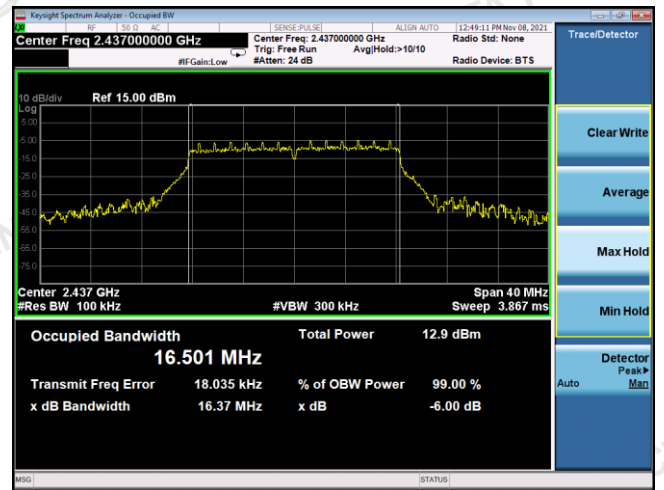 Keysight Spectrum Analyzer - Occupied BW
RF 50 Ω AC SENSE:PULSE ALIGN AUTO 12:49:11 PM Nov 08, 2021
Center Freq 2.437000000 GHz Center Freq: 2.437000000 GHz Radio Std: None
Trig: Free Run Avg|Hold:>10/10
#IFGain:Low #Atten: 24 dB Radio Device: BTS
10 dB/div Ref 15.00 dBm
Log
5.00
-5.00
-15.0
-25.0
-35.0
-45.0
-55.0
-65.0
-75.0
Center 2.437 GHz Span 40 MHz
#Res BW 100 kHz #VBW 300 kHz Sweep 3.867 ms
Occupied Bandwidth Total Power 12.9 dBm
16.501 MHz
Transmit Freq Error 18.035 kHz % of OBW Power 99.00 %
x dB Bandwidth 16.37 MHz x dB -6.00 dB
MSG STATUS
Trace/Detector
Clear Write
Average
Max Hold
Min Hold
Detector
Peak▶
Auto Man